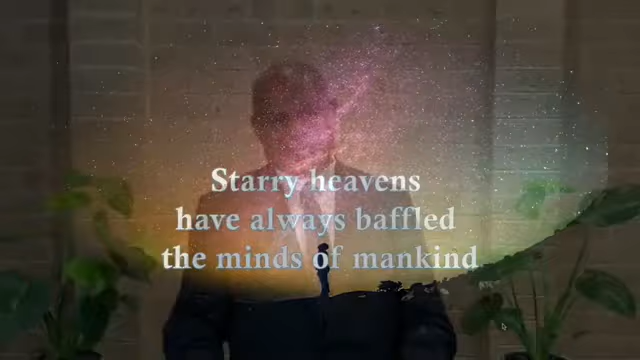 Starry heavens
have always baffled
the minds of mankind